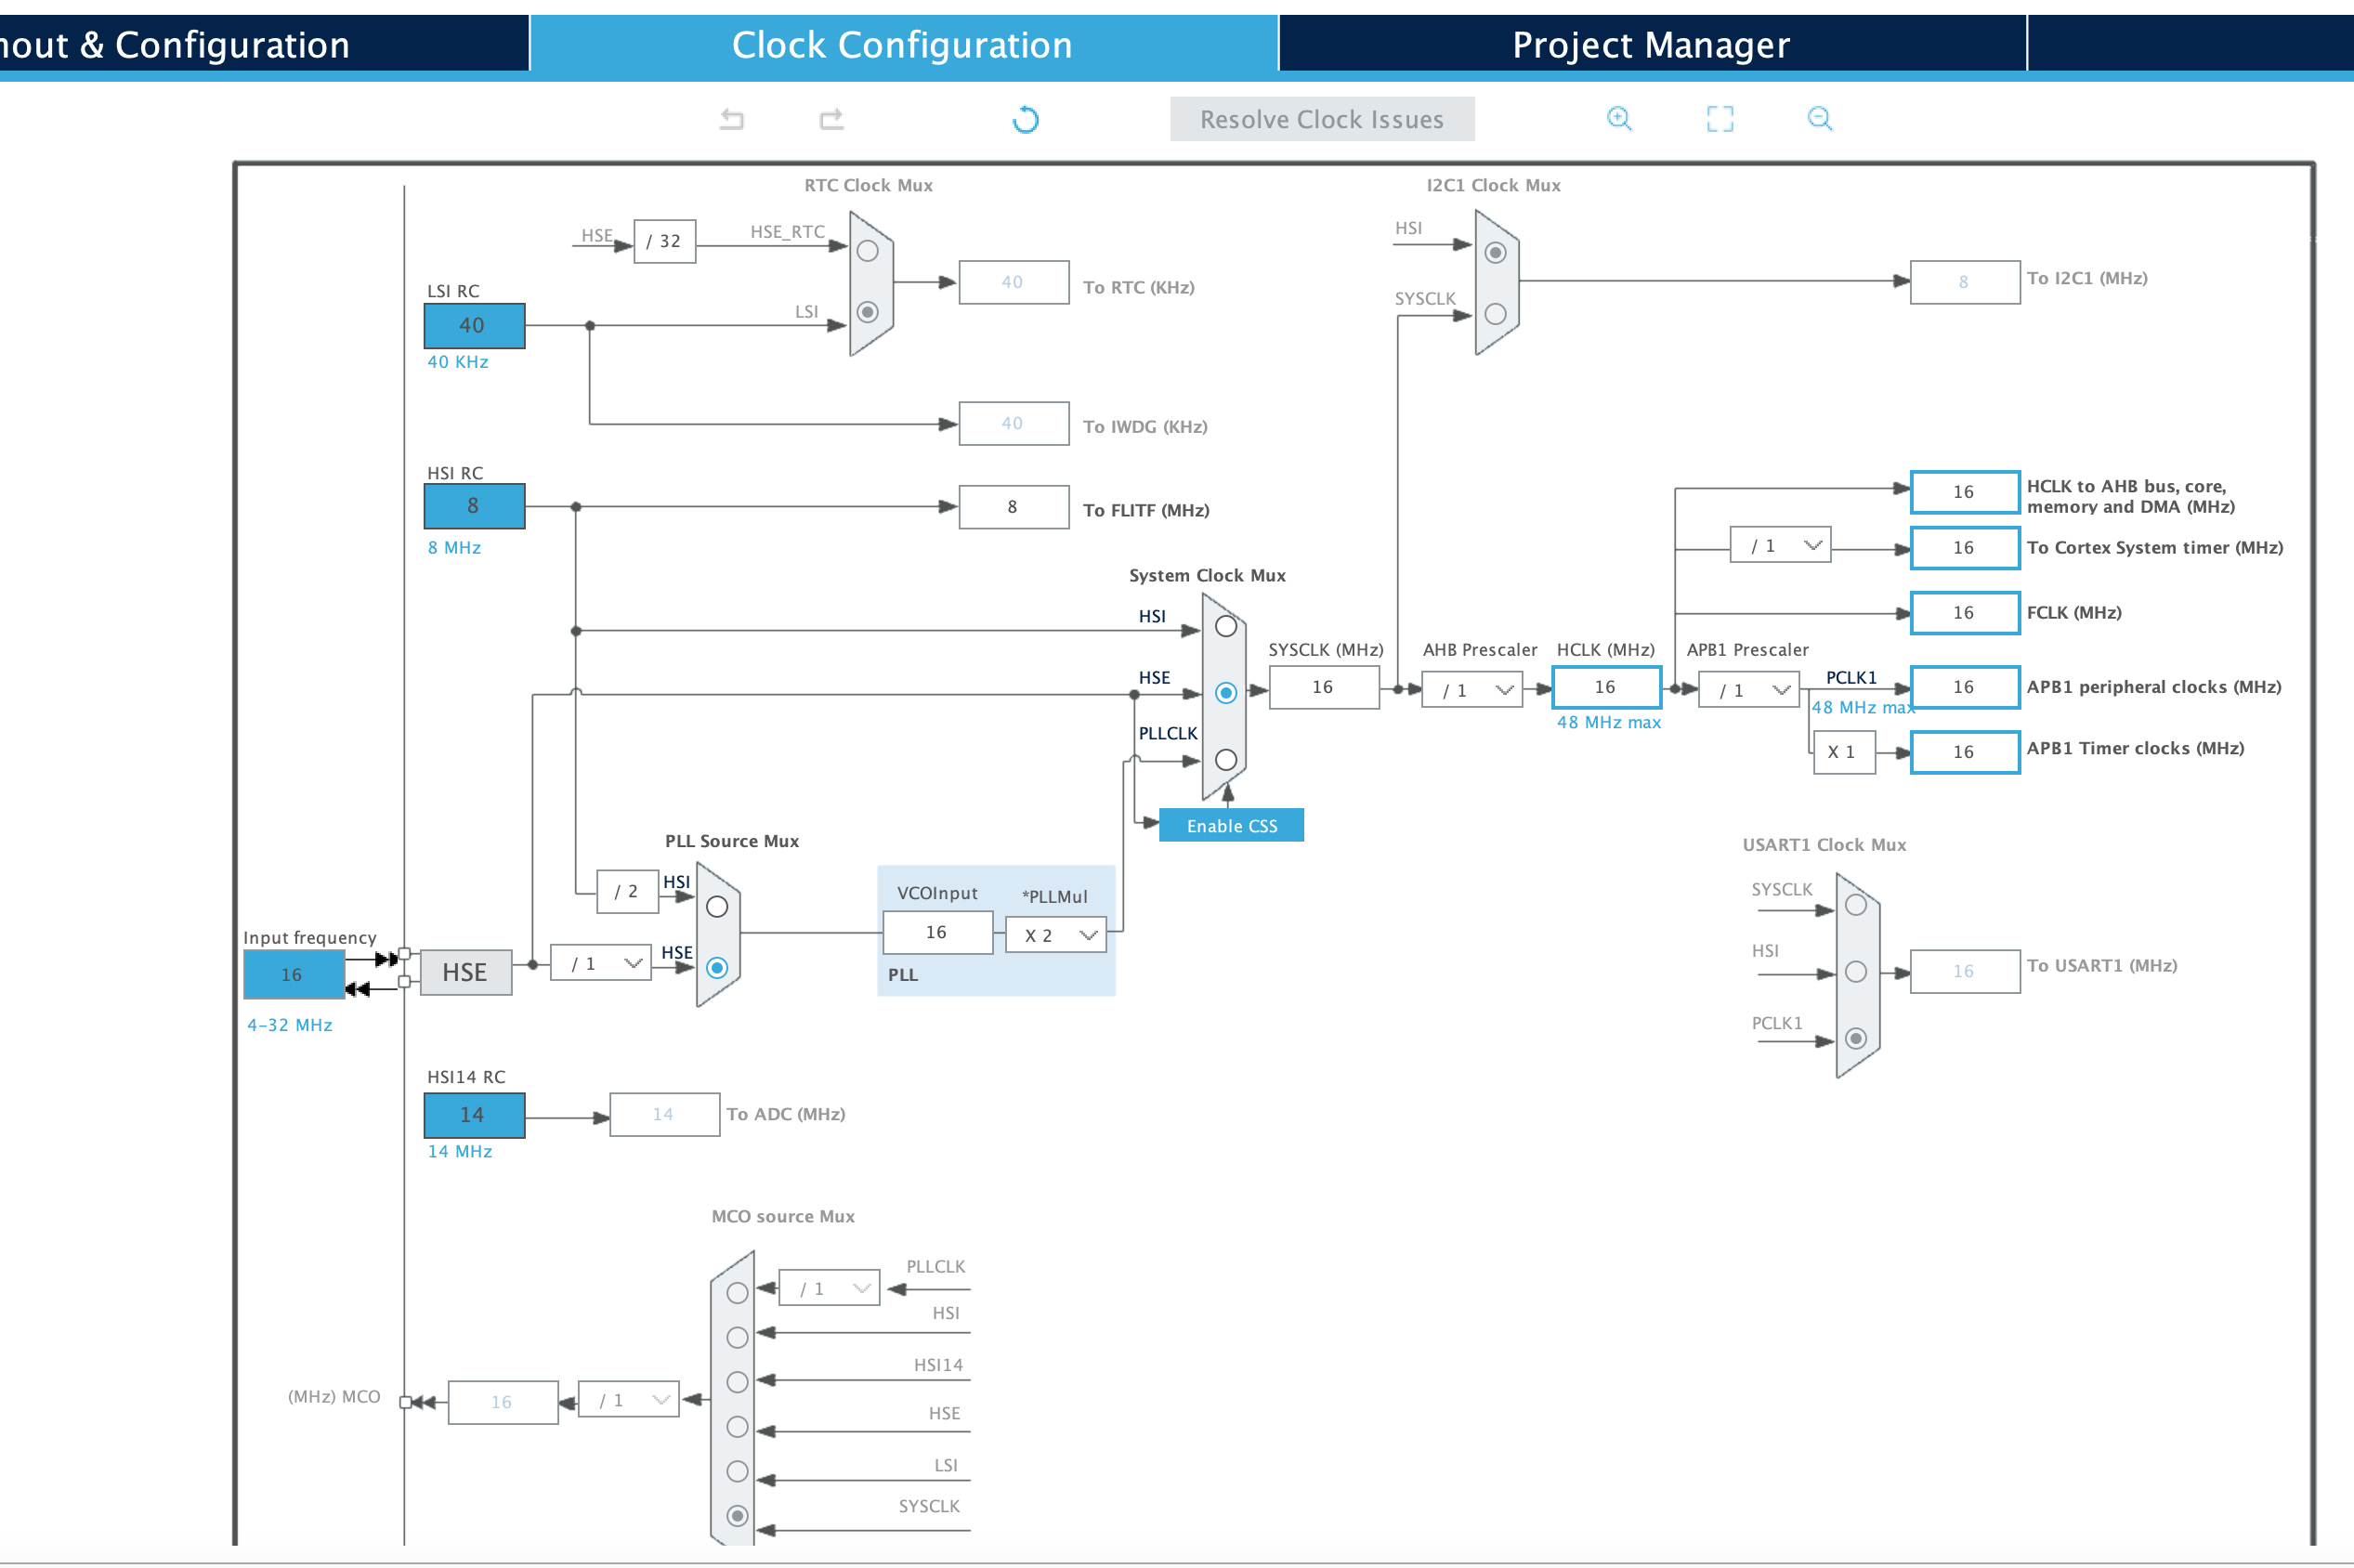 nout & Configuration
Clock Configuration
Project Manager
Resolve Clock Issues
RTC Clock Mux
I2C1 Clock Mux
HSE
/ 32
HSE_RTC
HSI
40
To RTC (KHz)
8
To I2C1 (MHz)
LSI RC
LSI
SYSCLK
40
40 KHz
40
To IWDG (KHz)
HSI RC
8
8
To FLITF (MHz)
8 MHz
16
HCLK to AHB bus, core,
memory and DMA (MHz)
/ 1
16
To Cortex System timer (MHz)
System Clock Mux
HSI
16
FCLK (MHz)
SYSCLK (MHz)
AHB Prescaler
HCLK (MHz)
APB1 Prescaler
HSE
16
/ 1
16
/ 1
PCLK1
16
APB1 peripheral clocks (MHz)
48 MHz max
48 MHz max
PLLCLK
X 1
16
APB1 Timer clocks (MHz)
Enable CSS
PLL Source Mux
USART1 Clock Mux
/ 2
HSI
VCOInput
*PLLMul
SYSCLK
16
X 2
Input frequency
HSE
HSI
16
HSE
/ 1
PLL
16
To USART1 (MHz)
4-32 MHz
PCLK1
HSI14 RC
14
14
To ADC (MHz)
14 MHz
MCO source Mux
PLLCLK
/ 1
HSI
HSI14
(MHz) MCO
16
/ 1
HSE
LSI
SYSCLK